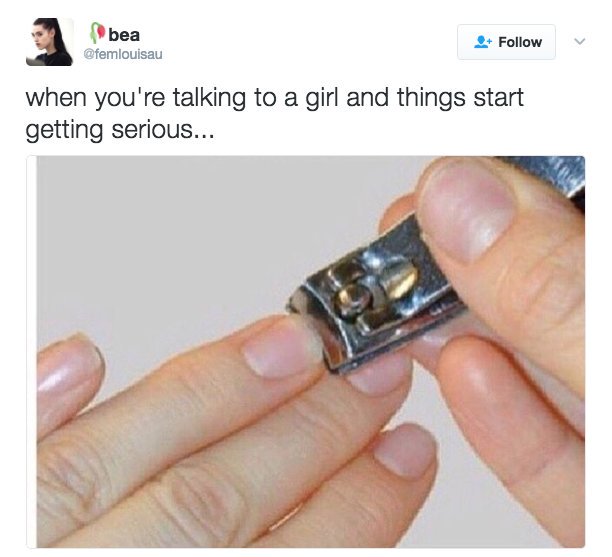 bea
@femlouisau
Follow
when you're talking to a girl and things start
getting serious...